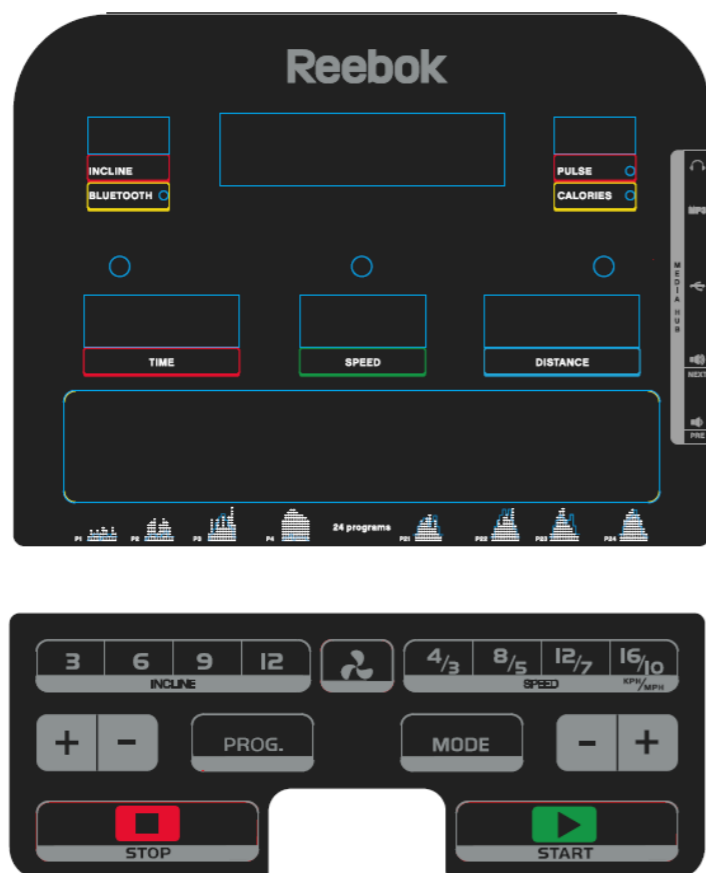 Reebok
INCLINE
BLUETOOTH
PULSE
CALORIES
MP3
MEDIA HUB
NEXT
PRE
TIME
SPEED
DISTANCE
P1 P2 P3 P4 24 programs P21 P22 P23 P24
3 6 9 12
INCLINE
4/3 8/5 12/7 16/10
SPEED KPH/MPH
+ - PROG. MODE - +
STOP START